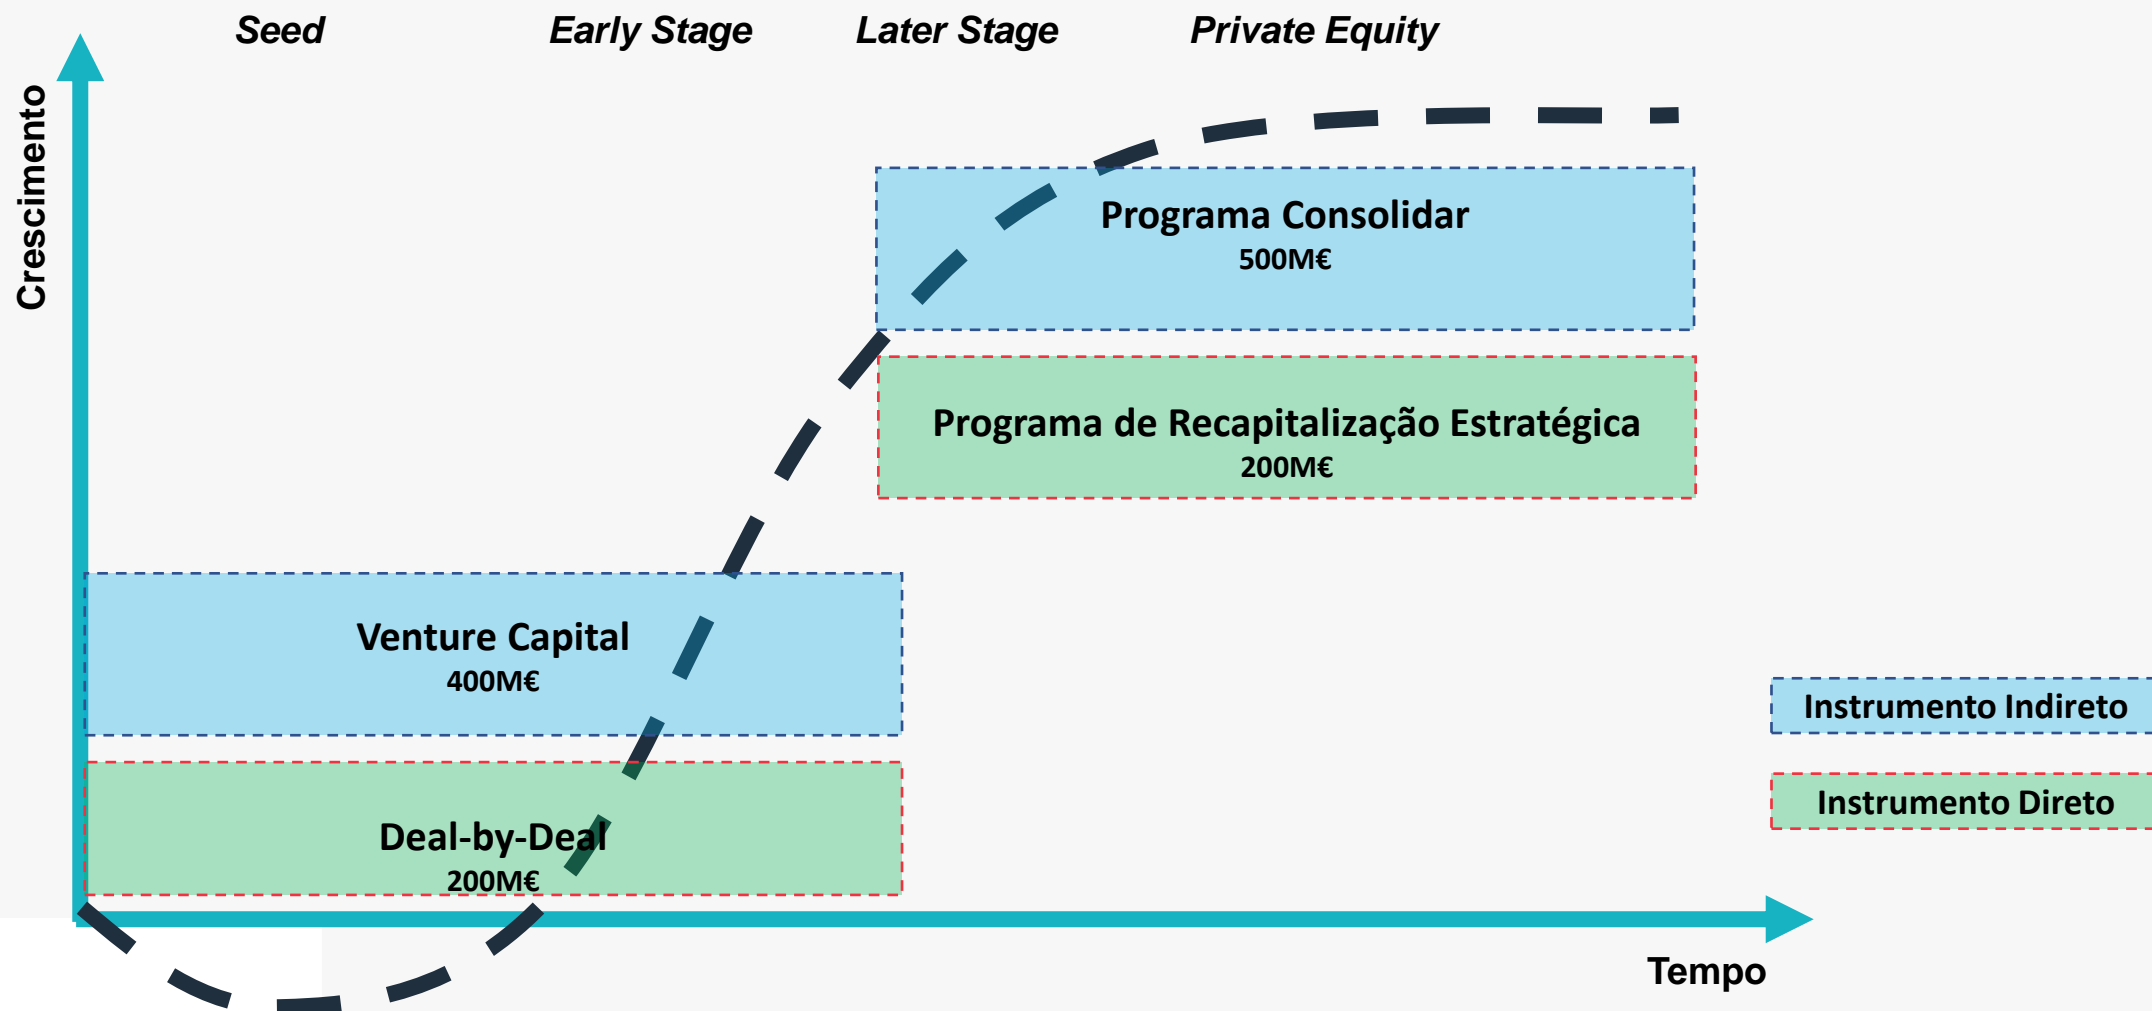 Seed
Early Stage
Later Stage
Private Equity
Crescimento
Programa Consolidar
500M€
Programa de Recapitalização Estratégica
200M€
Venture Capital
400M€
Deal-by-Deal
200M€
Instrumento Indireto
Instrumento Direto
Tempo